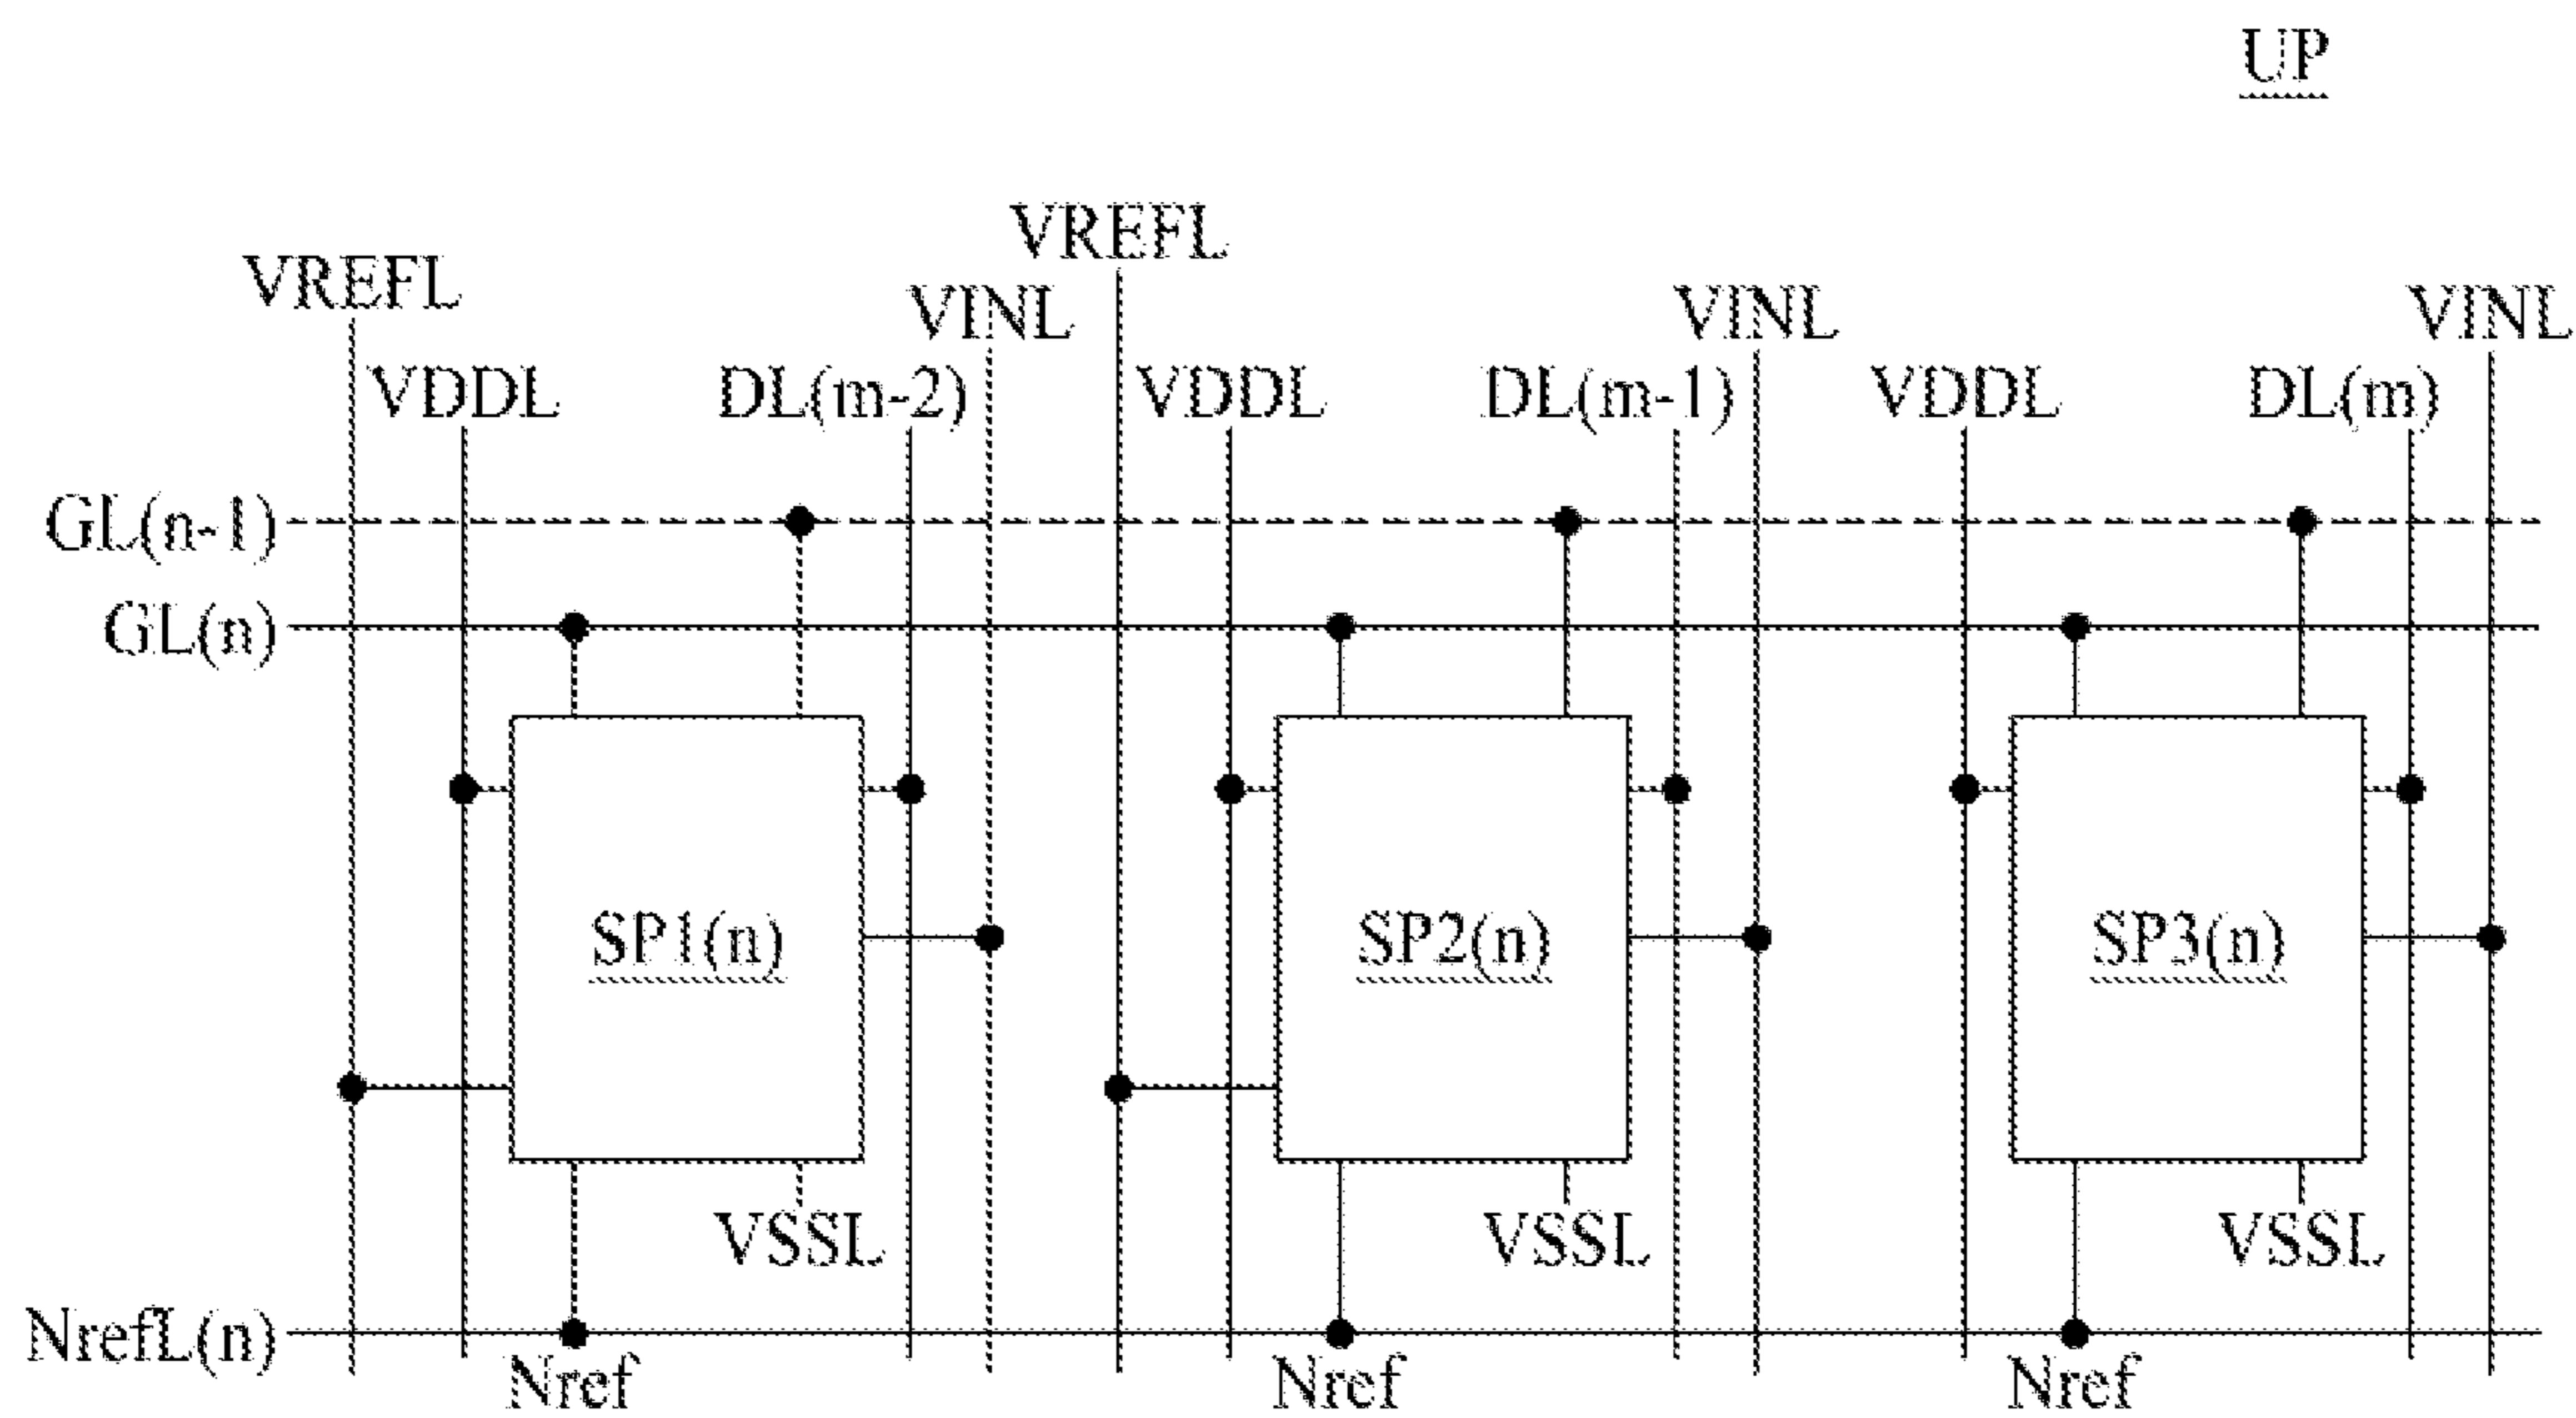 UP
VREFL
VREFL
VINL VINL VINL
VDDL DL(m-2) VDDL DL(m-1) VDDL DL(m)
GL(n-1)
GL(n)
SP1(n) SP2(n) SP3(n)
VSSL VSSL VSSL
NrefL(n)
Nref Nref Nref